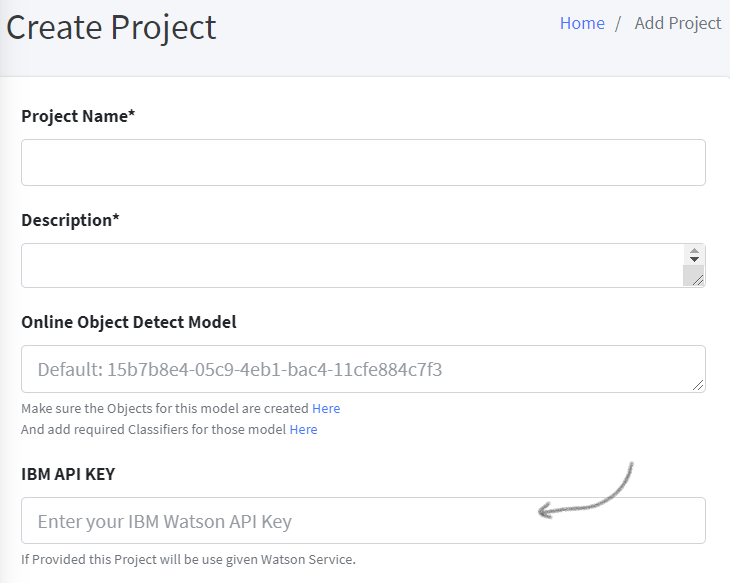 Create Project
Home / Add Project
Project Name*
Description*
Online Object Detect Model
Default: 15b7b8e4-05c9-4eb1-bac4-11cfe884c7f3
Make sure the Objects for this model are created Here
And add required Classifiers for those model Here
IBM API KEY
Enter your IBM Watson API Key
If Provided this Project will be use given Watson Service.